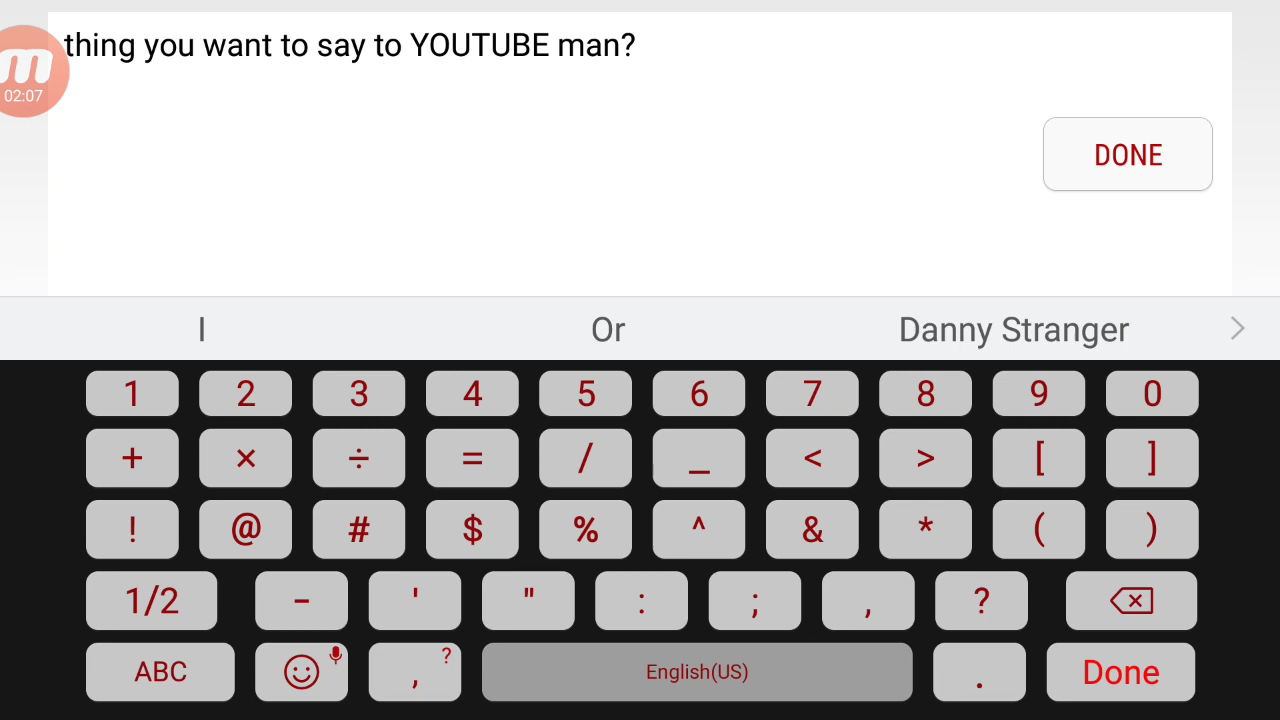 thing you want to say to YOUTUBE man?
m
02:07
DONE
I
Or
Danny Stranger
1 2 3 4 5 6 7 8 9 0
+ × ÷ = / _ < > [ ]
! @ # $ % ^ & * ( )
1/2 - ' " : ; , ?
ABC , ? English(US) . Done